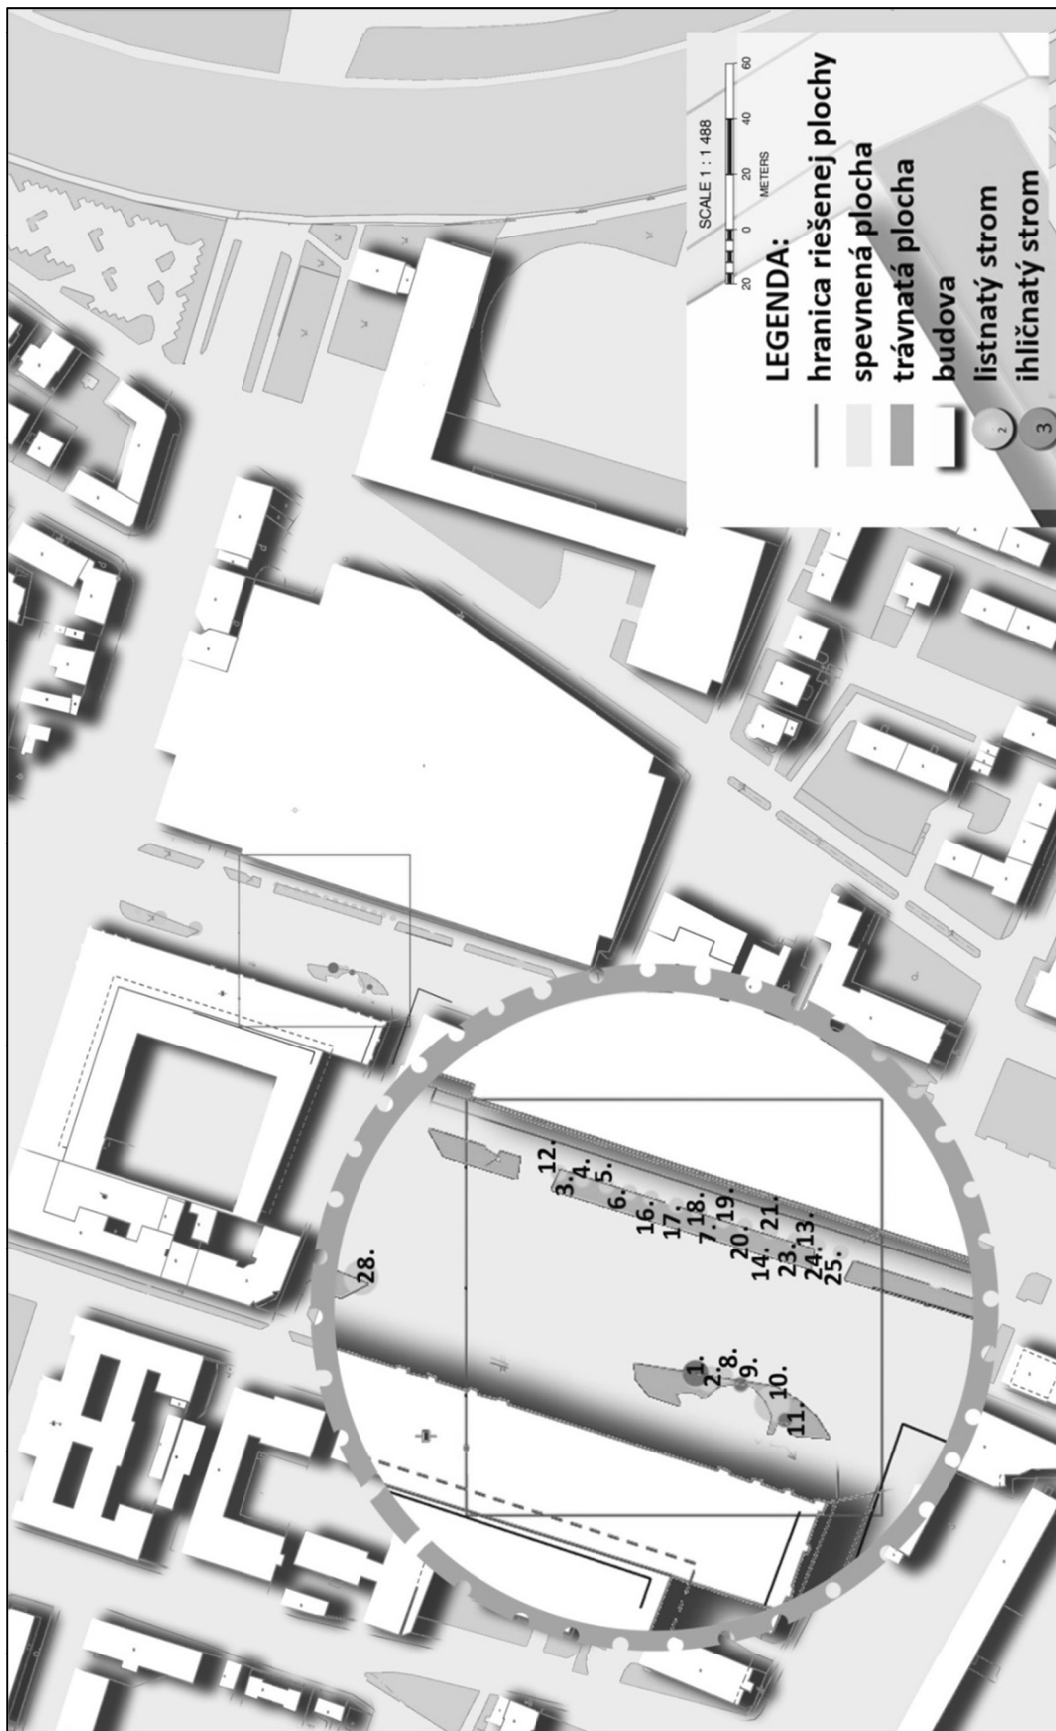 SCALE 1 : 1 488
20 0 20 40 60
METERS
LEGENDA:
hranica riešenej plochy
spevnená plocha
trávnatá plocha
budova
2 listnatý strom
3 ihličnatý strom
28.
12.
3.
4.
5.
6.
16.
17.
18.
7.
19.
20.
21.
14.
13.
23.
24.
25.
1.
2.
8.
9.
10.
11.